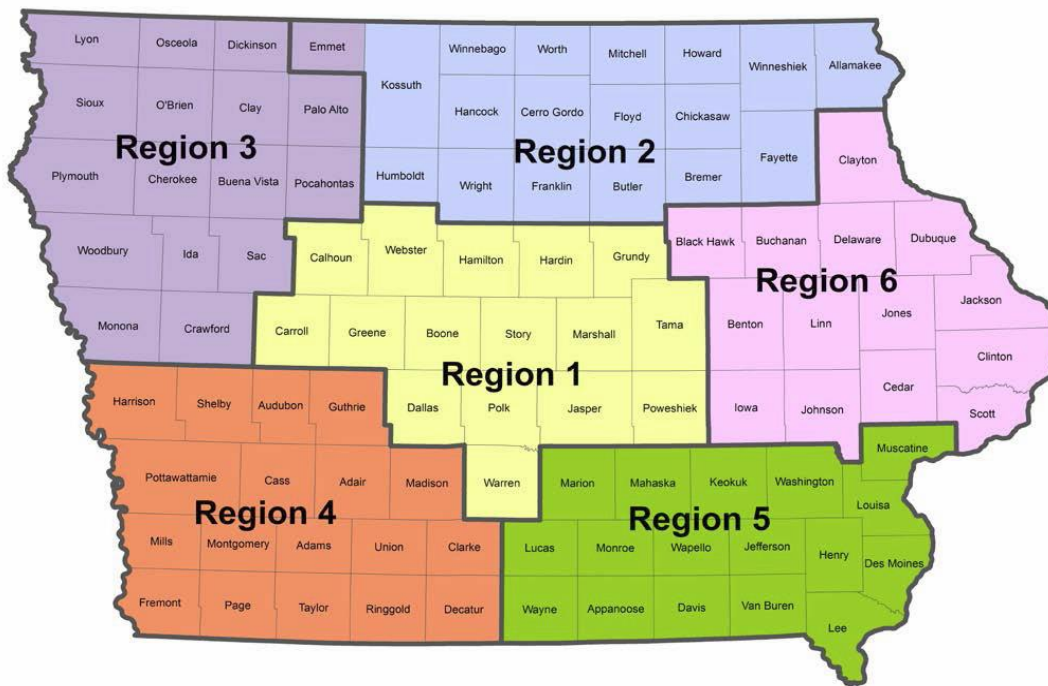 Lyon Osceola Dickinson Emmet Winnebago Worth Mitchell Howard Winneshiek Allamakee
Kossuth
Sioux O'Brien Clay Palo Alto Hancock Cerro Gordo Floyd Chickasaw
Region 3 Region 2 Fayette Clayton
Plymouth Cherokee Buena Vista Pocahontas Humboldt Wright Franklin Butler Bremer
Woodbury Ida Sac Calhoun Webster Hamilton Hardin Grundy Black Hawk Buchanan Delaware Dubuque
Region 6
Monona Crawford Carroll Greene Boone Story Marshall Tama Benton Linn Jones Jackson
Clinton
Region 1
Harrison Shelby Audubon Guthrie Dallas Polk Jasper Poweshiek Iowa Johnson Cedar Scott
Muscatine
Pottawattamie Cass Adair Madison Warren Marion Mahaska Keokuk Washington
Louisa
Region 4 Region 5
Mills Montgomery Adams Union Clarke Lucas Monroe Wapello Jefferson Henry Des Moines
Fremont Page Taylor Ringgold Decatur Wayne Appanoose Davis Van Buren Lee